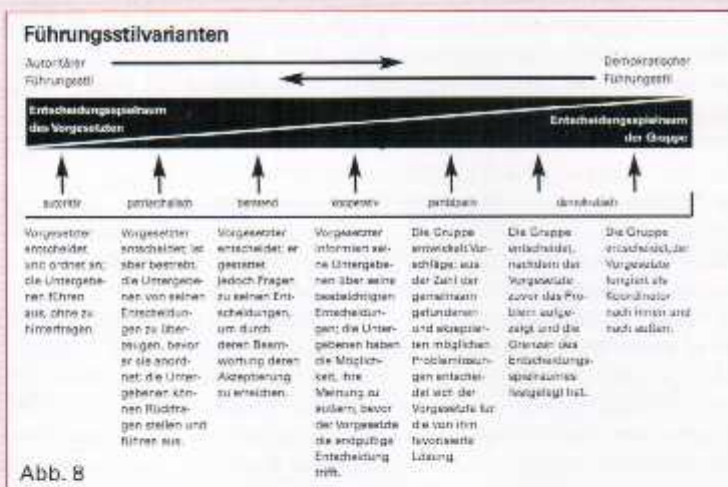 Führungsstilvarianten
Autoritärer
Führungsstil
Demokratischer
Führungsstil
Entscheidungsspielraum
des Vorgesetzten
Entscheidungsspielraum
der Gruppe
autoritär
patriarchalisch
beratend
kooperativ
partizipativ
demokratisch
Vorgesetzter
entscheidet
und ordnet an;
die Untergebe-
nen führen
aus, ohne zu
hinterfragen.
Vorgesetzter
entscheidet; ist
aber bestrebt,
die Untergebe-
nen von seinen
Entscheidun-
gen zu über-
zeugen, bevor
er sie anord-
net; die Unter-
gebenen kön-
nen Rückfra-
gen stellen und
führen aus.
Vorgesetzter
entscheidet; er
gestattet
jedoch Fragen
zu seinen Ent-
scheidungen,
um durch
deren Beant-
wortung deren
Akzeptierung
zu erreichen.
Vorgesetzter
informiert sei-
ne Untergebe-
nen über seine
beabsichtigten
Entscheidun-
gen; die Unter-
gebenen haben
die Möglich-
keit, ihre
Meinung zu
äußern, bevor
der Vorgesetzte
die endgültige
Entscheidung
trifft.
Die Gruppe
entwickelt Vor-
schläge; aus
der Zahl der
gemeinsam
gefundenen
und akzeptier-
ten möglichen
Problemlösun-
gen entschei-
det sich der
Vorgesetzte für
die von ihm
favorisierte
Lösung.
Die Gruppe
entscheidet,
nachdem der
Vorgesetzte
zuvor das Pro-
blem aufge-
zeigt und die
Grenzen des
Entscheidungs-
spielraumes
festgelegt hat.
Die Gruppe
entscheidet, der
Vorgesetzte
fungiert als
Koordinator
nach innen und
nach außen.
Abb. 8